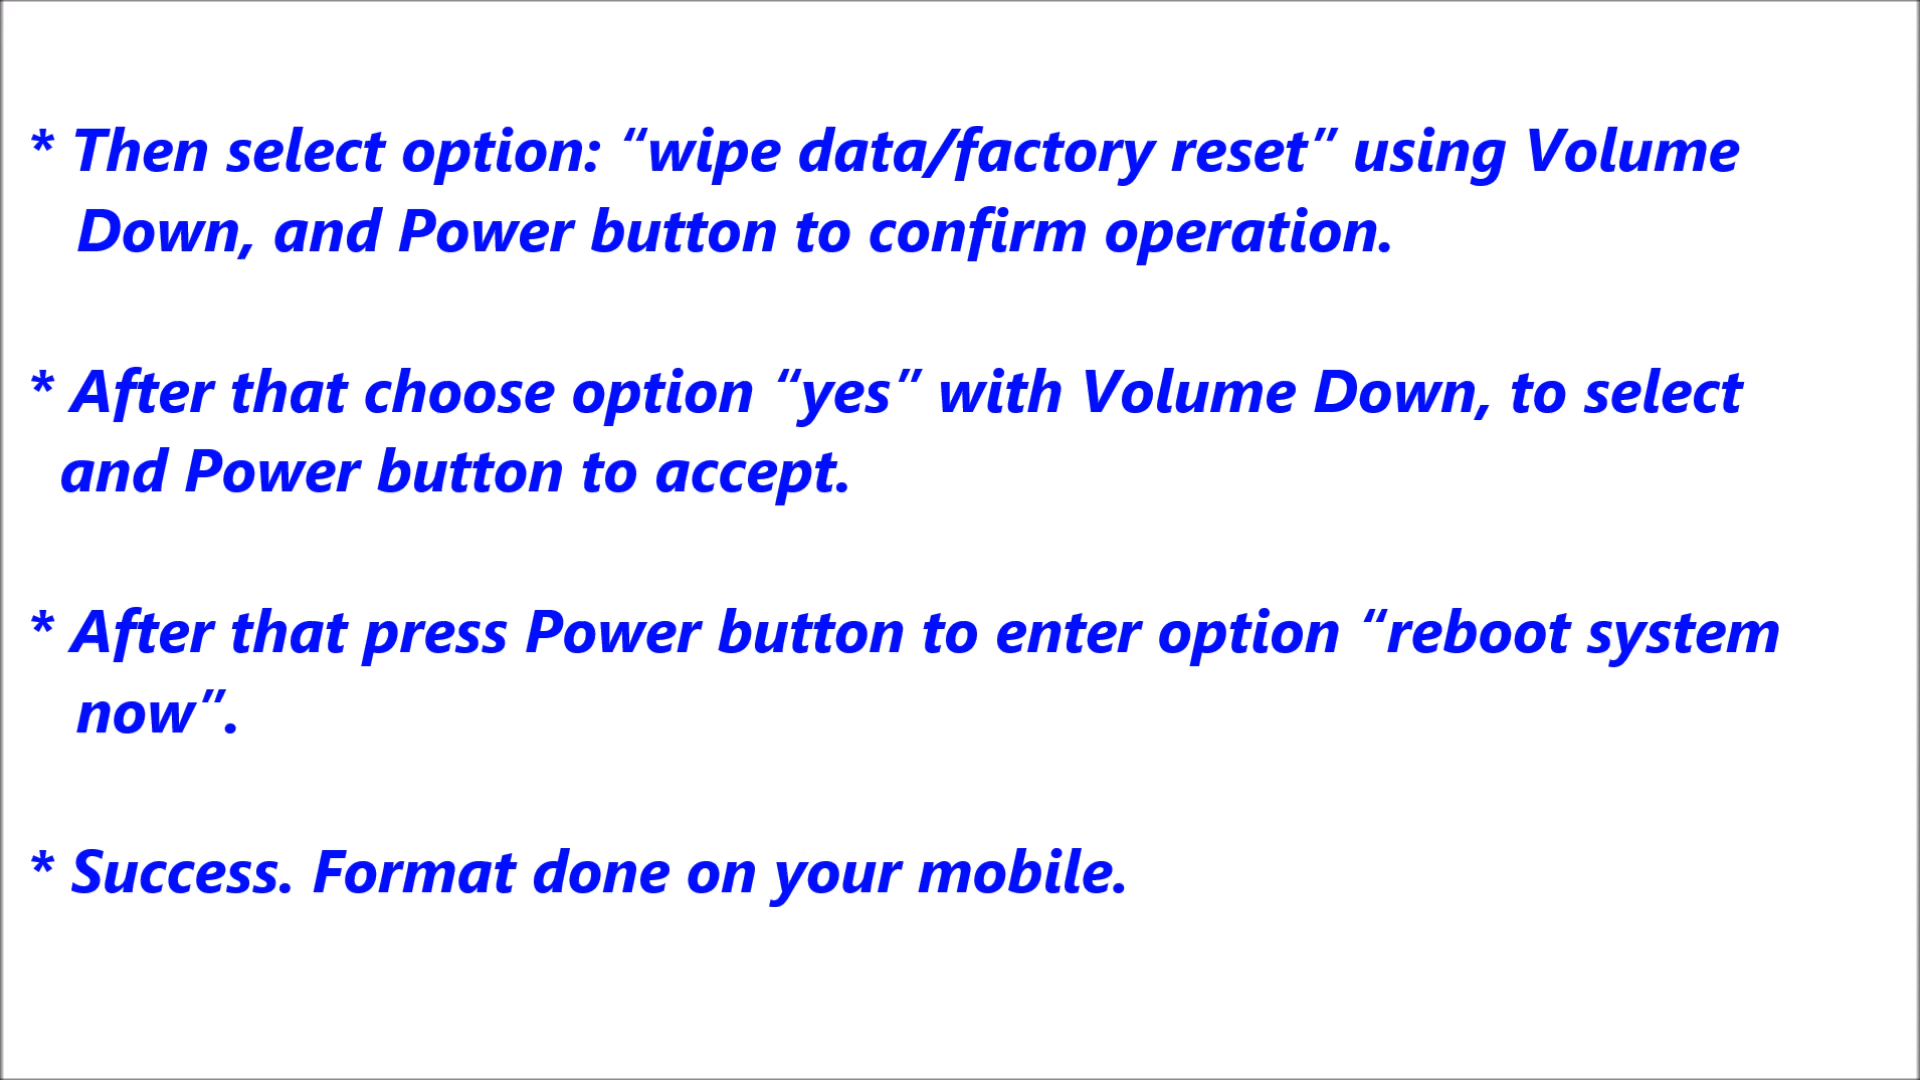 * Then select option: “wipe data/factory reset” using Volume
Down, and Power button to confirm operation.
* After that choose option “yes” with Volume Down, to select
and Power button to accept.
* After that press Power button to enter option “reboot system
now”.
* Success. Format done on your mobile.